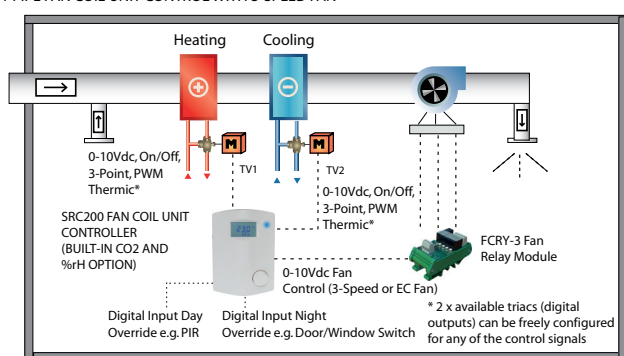 Heating
Cooling
M
M
TV1
TV2
0-10Vdc, On/Off,
3-Point, PWM
Thermic*
0-10Vdc, On/Off,
3-Point, PWM
Thermic*
SRC200 FAN COIL UNIT
CONTROLLER
(BUILT-IN CO2 AND
%rH OPTION)
FCRY-3 Fan
Relay Module
0-10Vdc Fan
Control (3-Speed or EC Fan)
Digital Input Day
Override e.g. PIR
Digital Input Night
Override e.g. Door/Window Switch
* 2 x available triacs (digital
outputs) can be freely configured
for any of the control signals